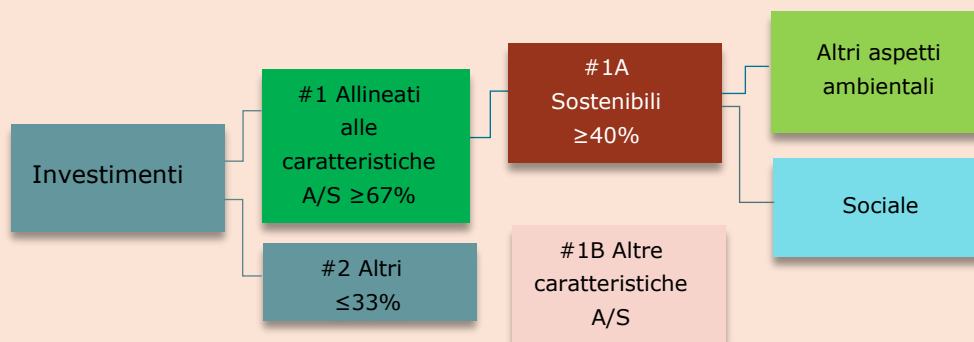 Investimenti
#1 Allineati
alle
caratteristiche
A/S ≥67%
#2 Altri
≤33%
#1A
Sostenibili
≥40%
#1B Altre
caratteristiche
A/S
Altri aspetti
ambientali
Sociale